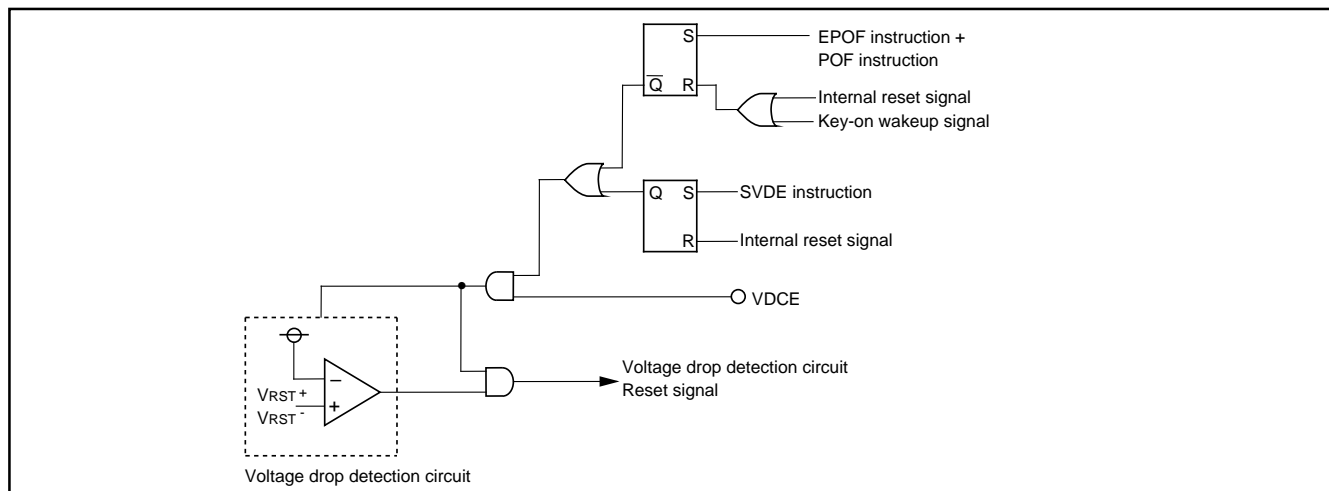 S
EPOF instruction +
POF instruction
Q
R
Internal reset signal
Key-on wakeup signal
Q
S
SVDE instruction
R
Internal reset signal
VDCE
Voltage drop detection circuit
Reset signal
−
VRST +
VRST -
+
Voltage drop detection circuit